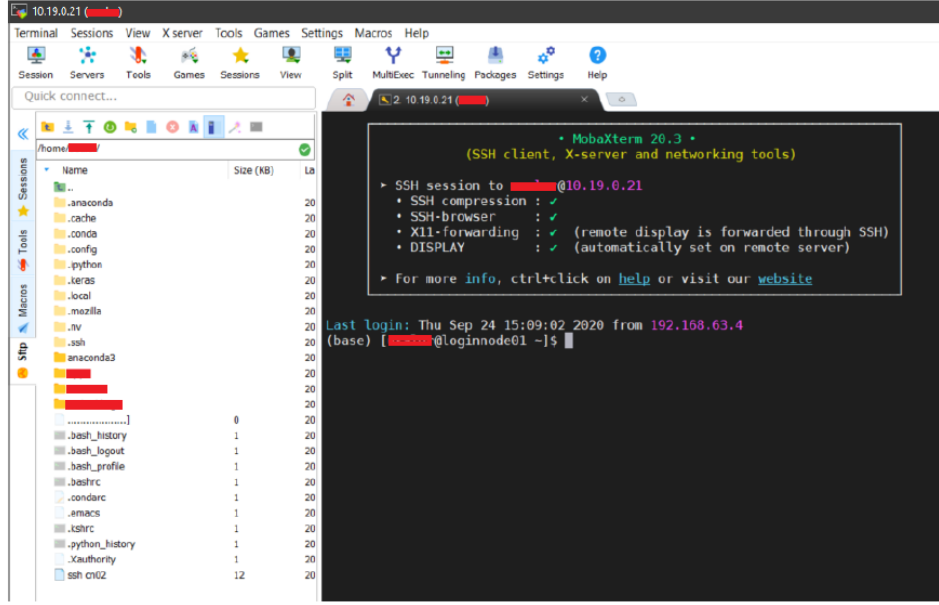 10.19.0.21 ( )
Terminal Sessions View X server Tools Games Settings Macros Help
Session Servers Tools Games Sessions View Split MultiExec Tunneling Packages Settings Help
Quick connect...
2. 10.19.0.21 ( )
/home/ /
Name Size (KB) La
..
.anaconda 20
.cache 20
.conda 20
.config 20
.ipython 20
.keras 20
.local 20
.mozilla 20
.nv 20
.ssh 20
anaconda3 20
20
20
20
....................] 0 20
.bash_history 1 20
.bash_logout 1 20
.bash_profile 1 20
.bashrc 1 20
.condarc 1 20
.emacs 1 20
.kshrc 1 20
.python_history 1 20
.Xauthority 1 20
ssh cn02 12 20
Sessions
Tools
Macros
Sftp
• MobaXterm 20.3 •
(SSH client, X-server and networking tools)
➤ SSH session to @10.19.0.21
• SSH compression : ✓
• SSH-browser : ✓
• X11-forwarding : ✓ (remote display is forwarded through SSH)
• DISPLAY : ✓ (automatically set on remote server)
➤ For more info, ctrl+click on help or visit our website
Last login: Thu Sep 24 15:09:02 2020 from 192.168.63.4
(base) [ @loginnode01 ~]$